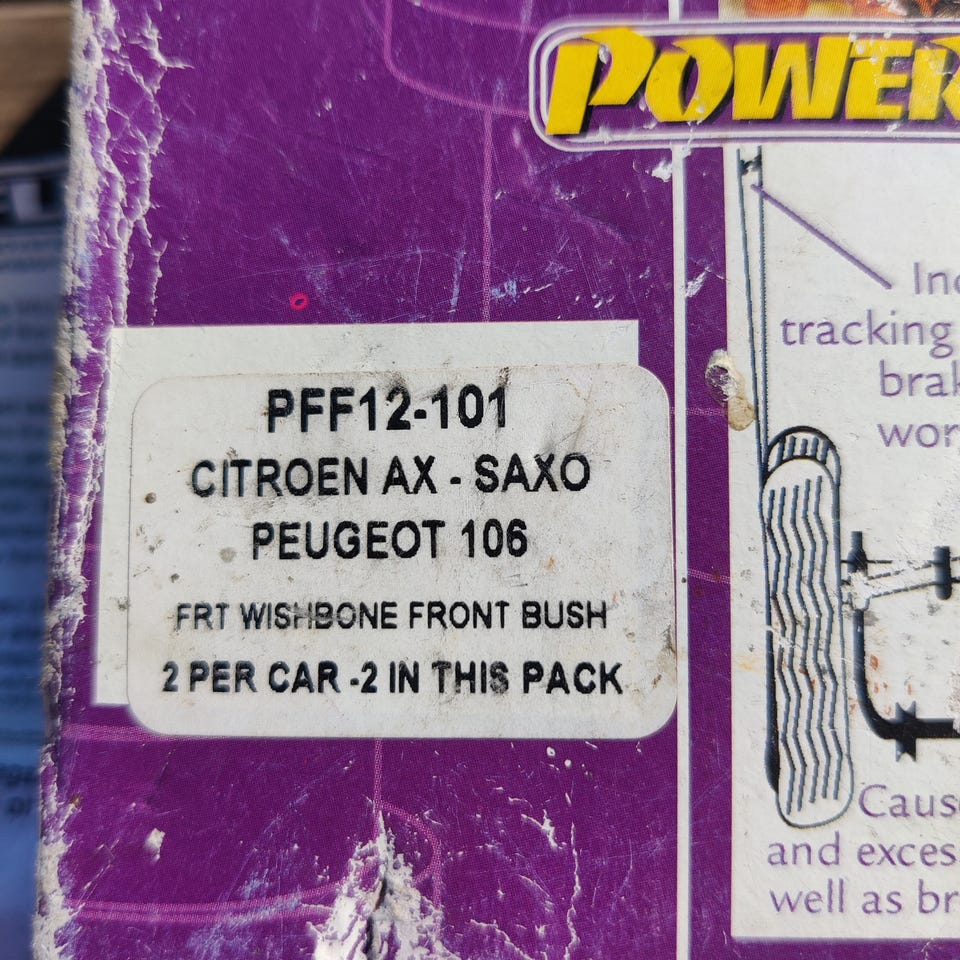 POWER
PFF12-101
CITROEN AX - SAXO
PEUGEOT 106
FRT WISHBONE FRONT BUSH
2 PER CAR -2 IN THIS PACK
tracking
Caus
and exces
well as br